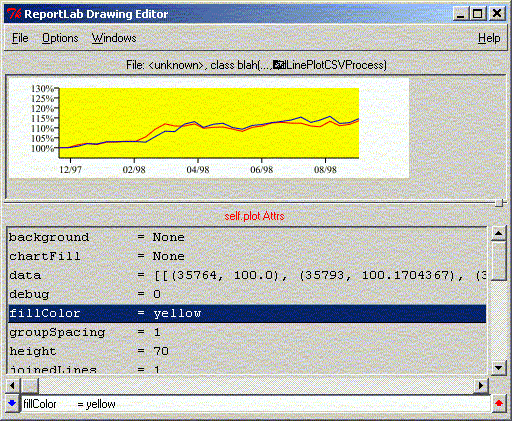 ReportLab Drawing Editor
File Options Windows Help
File: <unknown>, class blah(...,LinePlotCSVProcess)
130%
120%
115%
110%
105%
100%
12/97 02/98 04/98 06/98 08/98
self.plot Attrs
background = None
chartFill = None
data = [[(35764, 100.0), (35793, 100.1704367), (3
debug = 0
fillColor = yellow
groupSpacing = 1
height = 70
joinedLines = 1
fillColor = yellow